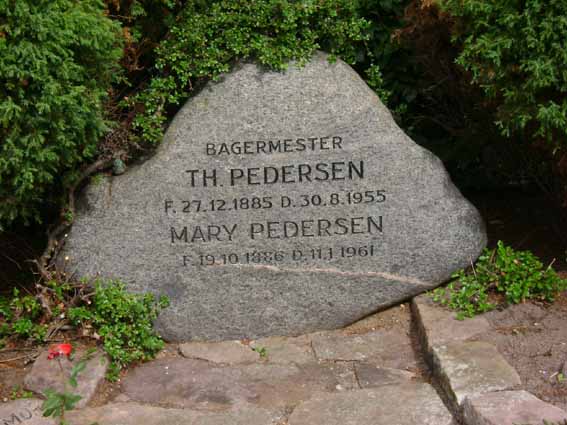 BAGERMESTER
TH. PEDERSEN
F. 27.12.1885 D. 30.8.1955
MARY PEDERSEN
F. 19.10.1886 D. 11.1.1961